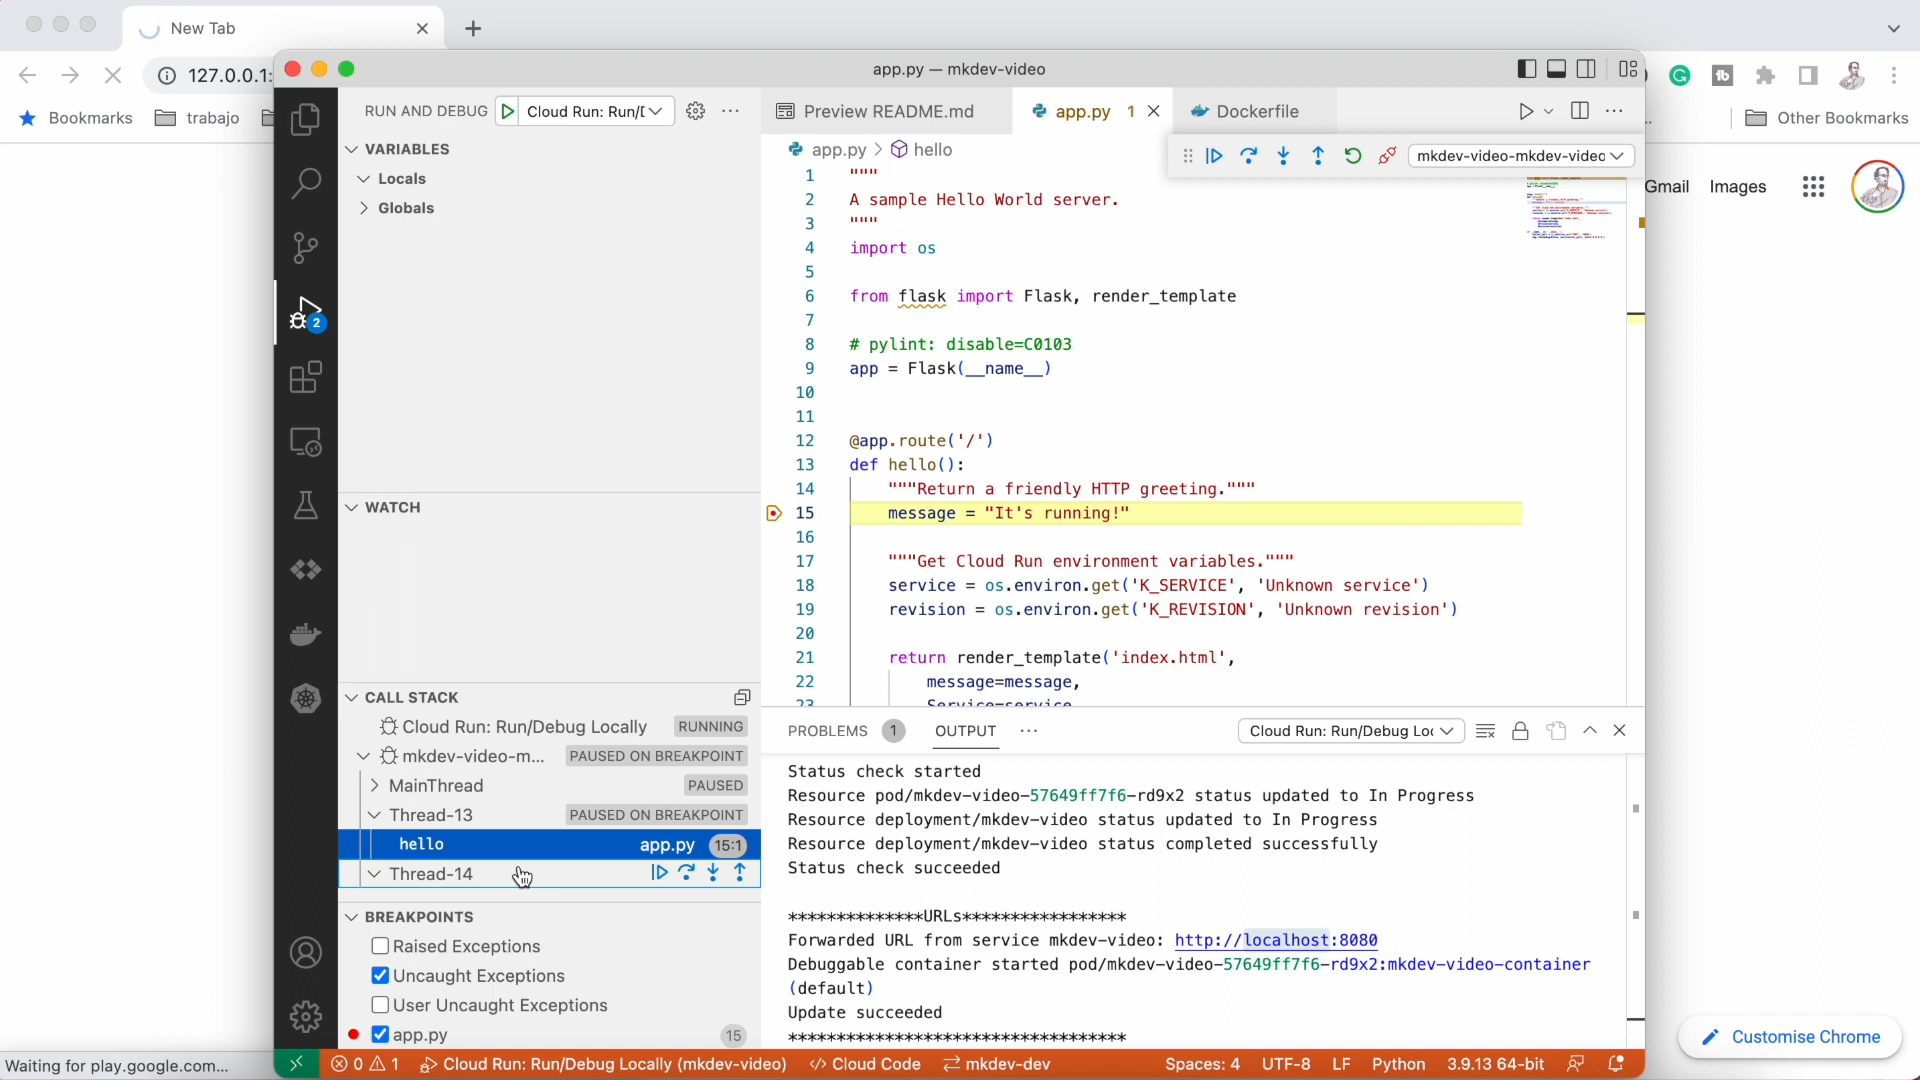 New Tab
127.0.0.1:
Bookmarks
trabajo
Other Bookmarks
Gmail
Images
app.py — mkdev-video
RUN AND DEBUG
Cloud Run: Run/D
Preview README.md
app.py 1
Dockerfile
app.py > hello
mkdev-video-mkdev-video
VARIABLES
Locals
Globals
WATCH
CALL STACK
Cloud Run: Run/Debug Locally RUNNING
mkdev-video-m... PAUSED ON BREAKPOINT
MainThread PAUSED
Thread-13 PAUSED ON BREAKPOINT
hello app.py 15:1
Thread-14
BREAKPOINTS
Raised Exceptions
Uncaught Exceptions
User Uncaught Exceptions
app.py 15
1 """
2 A sample Hello World server.
3 """
4 import os
5
6 from flask import Flask, render_template
7
8 # pylint: disable=C0103
9 app = Flask(__name__)
10
11
12 @app.route('/')
13 def hello():
14 """Return a friendly HTTP greeting."""
15 message = "It's running!"
16
17 """Get Cloud Run environment variables."""
18 service = os.environ.get('K_SERVICE', 'Unknown service')
19 revision = os.environ.get('K_REVISION', 'Unknown revision')
20
21 return render_template('index.html',
22 message=message,
23 Service=service
PROBLEMS 1
OUTPUT
Cloud Run: Run/Debug Loc
Status check started
Resource pod/mkdev-video-57649ff7f6-rd9x2 status updated to In Progress
Resource deployment/mkdev-video status updated to In Progress
Resource deployment/mkdev-video status completed successfully
Status check succeeded
**************URLs*****************
Forwarded URL from service mkdev-video: http://localhost:8080
Debuggable container started pod/mkdev-video-57649ff7f6-rd9x2:mkdev-video-container
(default)
Update succeeded
***********************************
2
Customise Chrome
Waiting for play.google.com...
0 1
Cloud Run: Run/Debug Locally (mkdev-video)
Cloud Code
mkdev-dev
Spaces: 4
UTF-8
LF
Python
3.9.13 64-bit